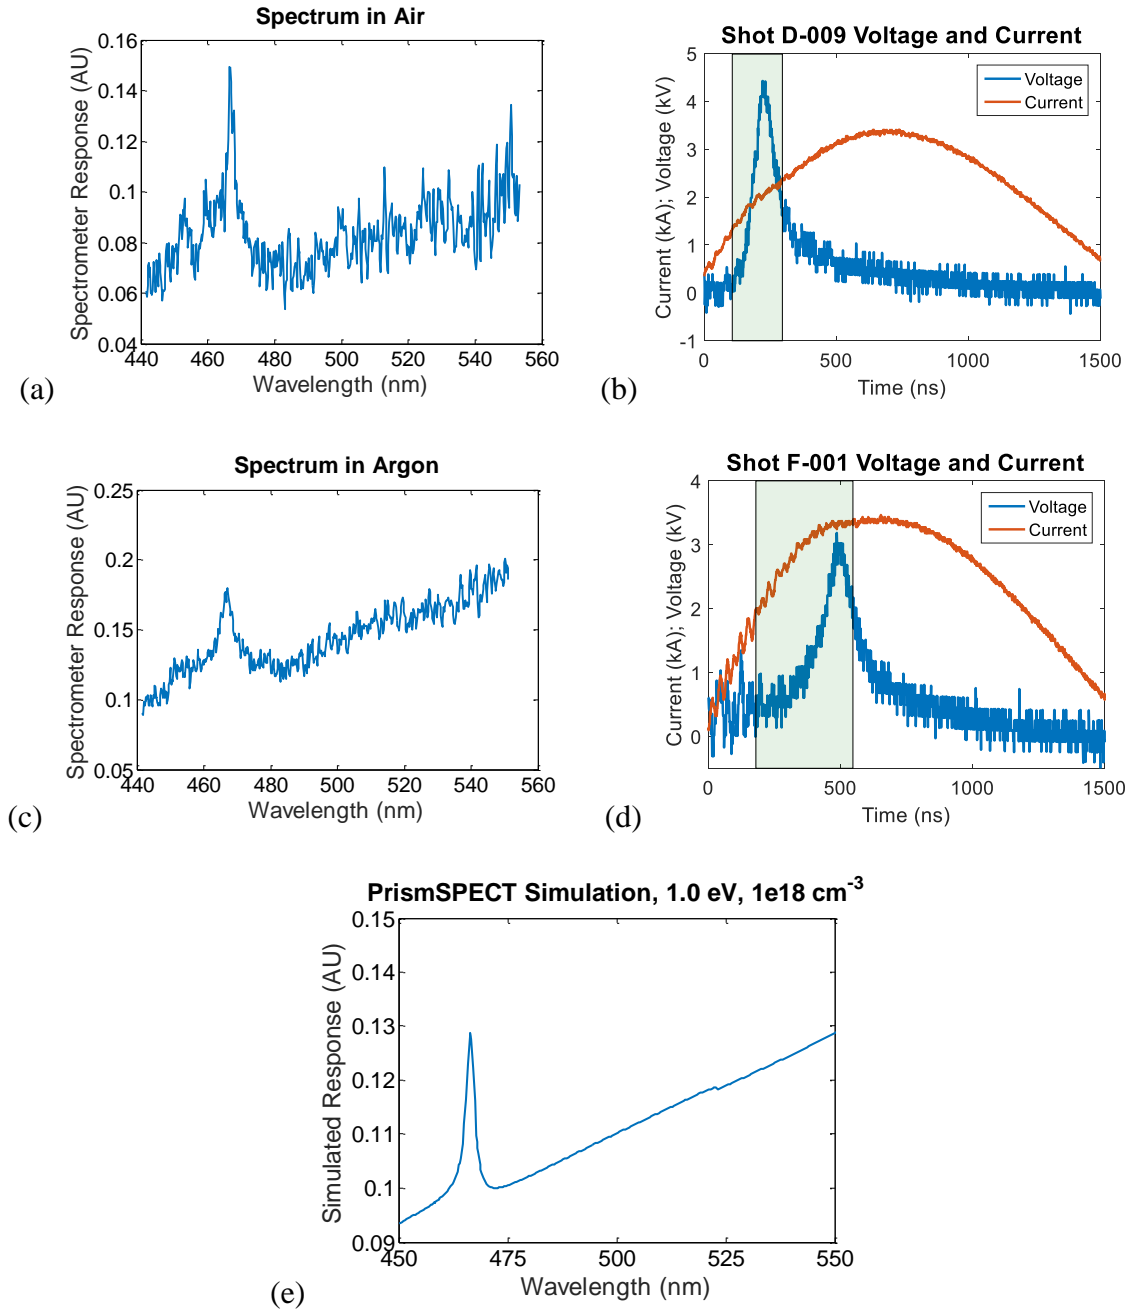 Spectrum in Air
Spectrometer Response (AU)
0.16
0.14
0.12
0.1
0.08
0.06
0.04
440 460 480 500 520 540 560
Wavelength (nm)
(a)
Shot D-009 Voltage and Current
Current (kA); Voltage (kV)
5
4
3
2
1
0
-1
Voltage
Current
0 500 1000 1500
Time (ns)
(b)
Spectrum in Argon
Spectrometer Response (AU)
0.25
0.2
0.15
0.1
0.05
440 460 480 500 520 540 560
Wavelength (nm)
(c)
Shot F-001 Voltage and Current
Current (kA); Voltage (kV)
4
3
2
1
0
Voltage
Current
0 500 1000 1500
Time (ns)
(d)
PrismSPECT Simulation, 1.0 eV, 1e18 cm-3
Simulated Response (AU)
0.15
0.14
0.13
0.12
0.11
0.1
0.09
450 475 500 525 550
Wavelength (nm)
(e)